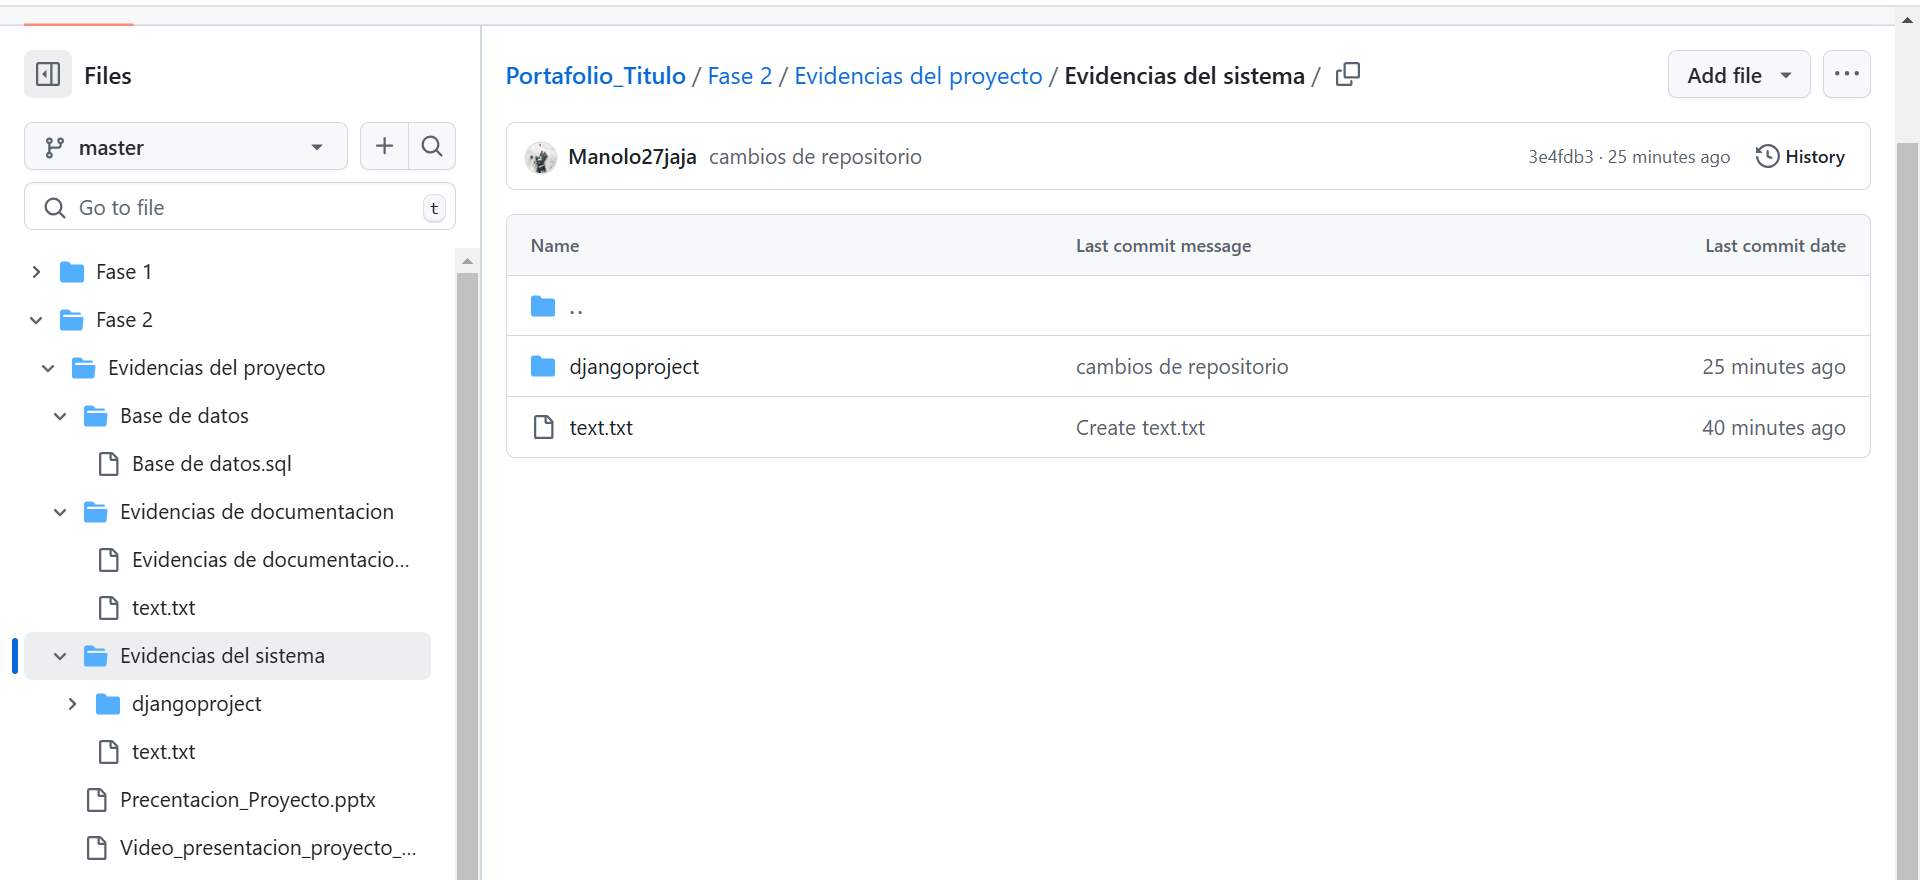 Files
master
Go to file
t
Fase 1
Fase 2
Evidencias del proyecto
Base de datos
Base de datos.sql
Evidencias de documentacion
Evidencias de documentacio...
text.txt
Evidencias del sistema
djangoproject
text.txt
Precentacion_Proyecto.pptx
Video_presentacion_proyecto_...
Portafolio_Titulo / Fase 2 / Evidencias del proyecto / Evidencias del sistema /
Add file
Manolo27jaja cambios de repositorio 3e4fdb3 · 25 minutes ago History
Name Last commit message Last commit date
..
djangoproject cambios de repositorio 25 minutes ago
text.txt Create text.txt 40 minutes ago